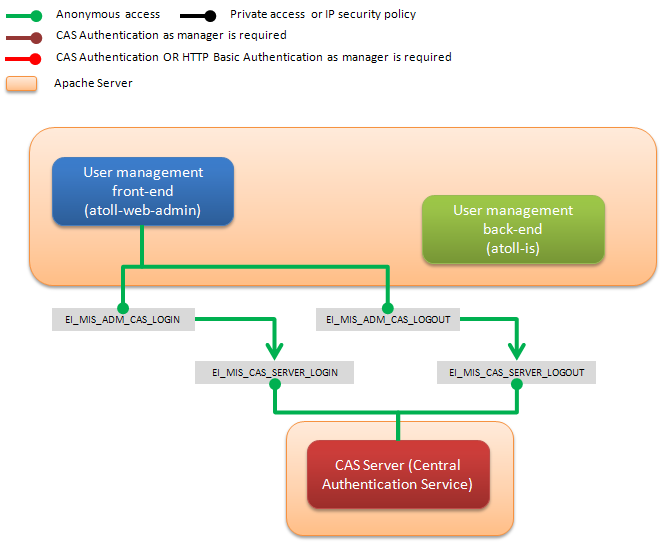 Anonymous access
Private access or IP security policy
CAS Authentication as manager is required
CAS Authentication OR HTTP Basic Authentication as manager is required
Apache Server
User management
front-end
(atoll-web-admin)
User management
back-end
(atoll-is)
EI_MIS_ADM_CAS_LOGIN
EI_MIS_ADM_CAS_LOGOUT
EI_MIS_CAS_SERVER_LOGIN
EI_MIS_CAS_SERVER_LOGOUT
CAS Server (Central
Authentication Service)